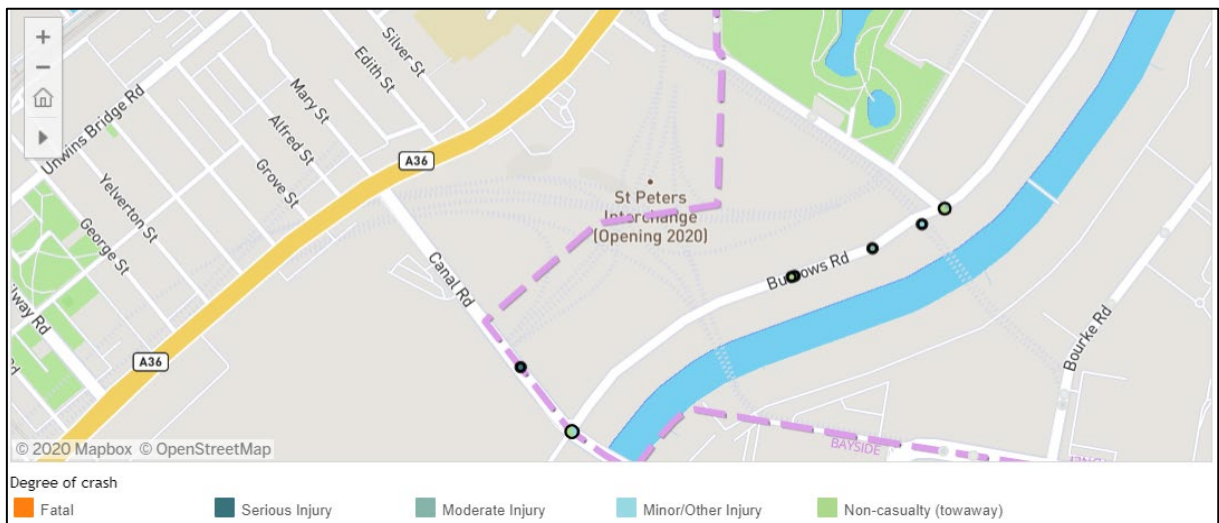 Silver St
Edith St
Mary St
Alfred St
Unwins Bridge Rd
A36
Grove St
Yelverton St
George St
St Peters
Interchange
(Opening 2020)
Canal Rd
Burrows Rd
Bourke Rd
A36
BAYSIDE
© 2020 Mapbox © OpenStreetMap
Degree of crash
Fatal
Serious Injury
Moderate Injury
Minor/Other Injury
Non-casualty (towaway)